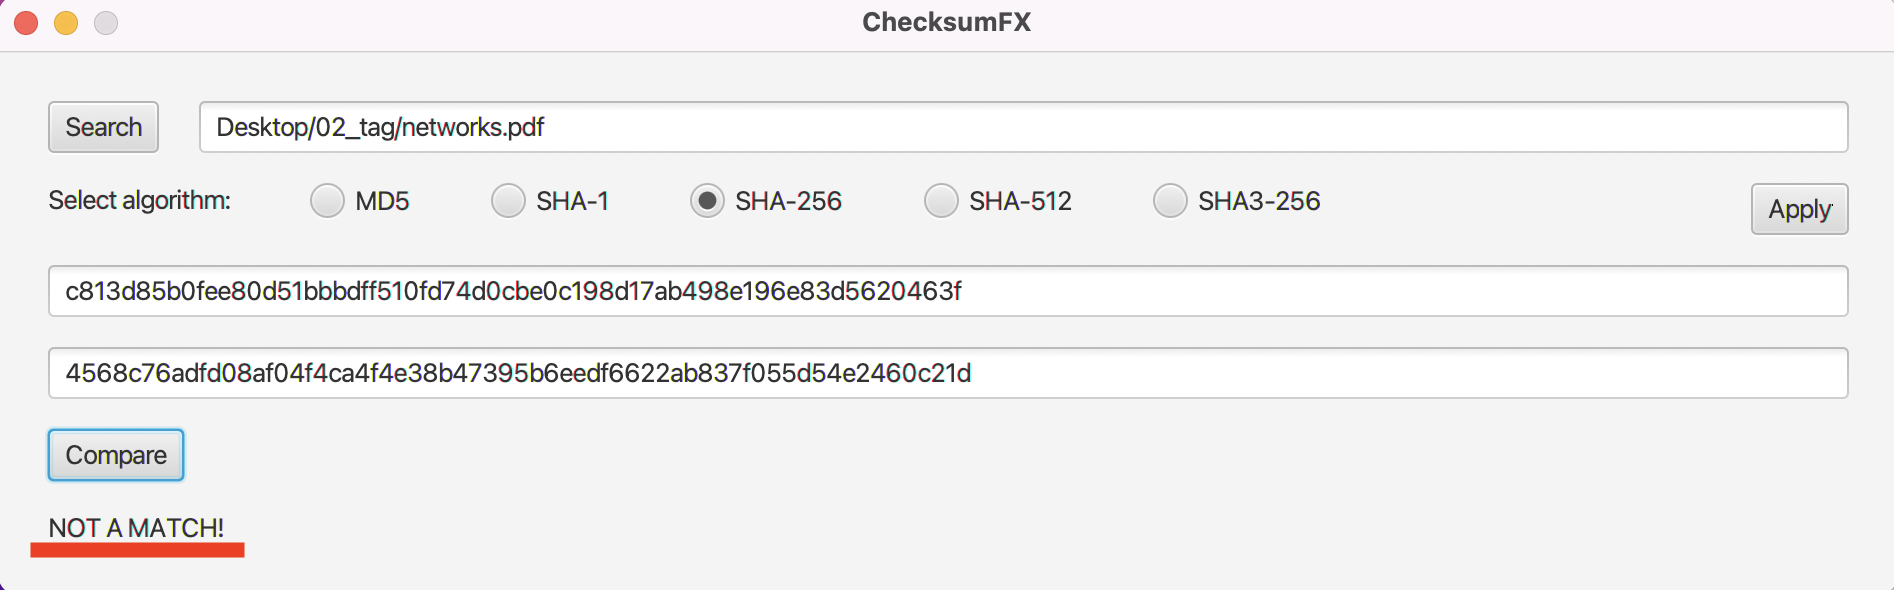 ChecksumFX
Search Desktop/02_tag/networks.pdf
Select algorithm: MD5 SHA-1 SHA-256 SHA-512 SHA3-256 Apply
c813d85b0fee80d51bbbdff510fd74d0cbe0c198d17ab498e196e83d5620463f
4568c76adfd08af04f4ca4f4e38b47395b6eedf6622ab837f055d54e2460c21d
Compare
NOT A MATCH!